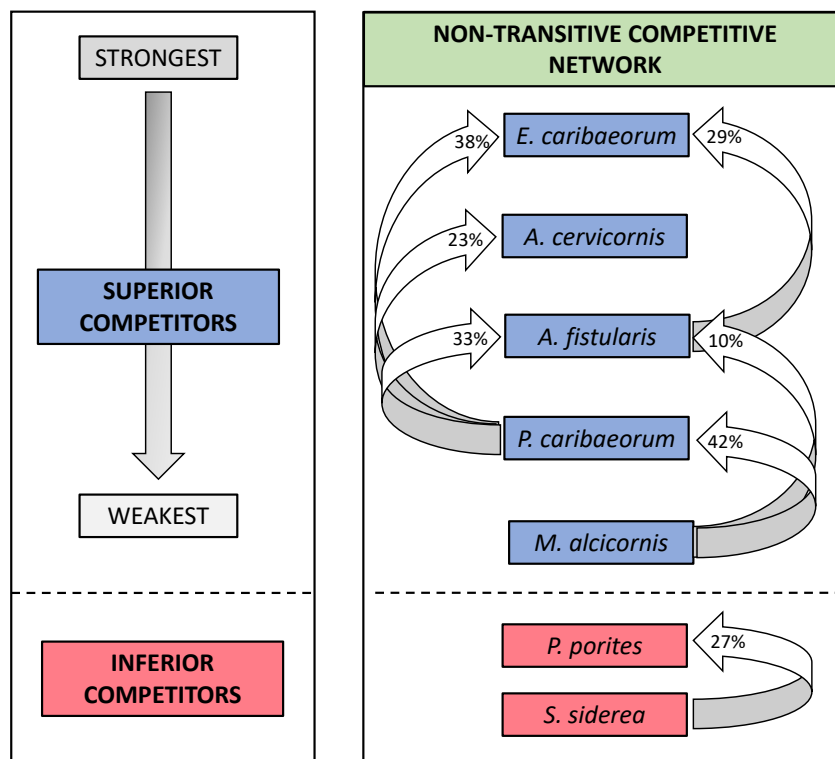 STRONGEST
SUPERIOR
COMPETITORS
WEAKEST
INFERIOR
COMPETITORS
NON-TRANSITIVE COMPETITIVE
NETWORK
38%
E. caribaeorum
29%
23%
A. cervicornis
33%
A. fistularis
10%
P. caribaeorum
42%
M. alcicornis
P. porites
27%
S. siderea